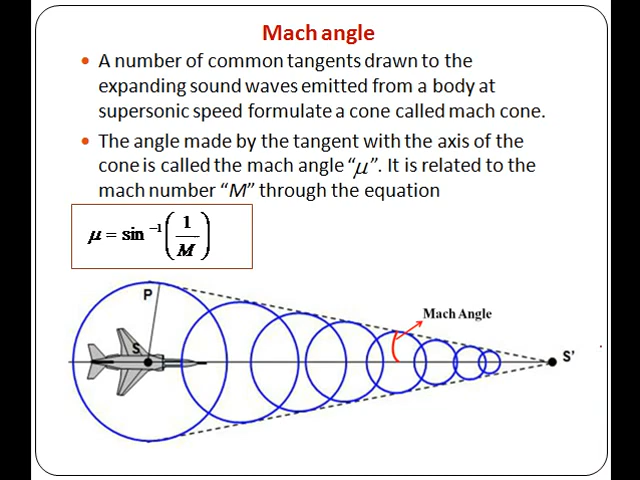 Mach angle
• A number of common tangents drawn to the
expanding sound waves emitted from a body at
supersonic speed formulate a cone called mach cone.
• The angle made by the tangent with the axis of the
cone is called the mach angle “μ”. It is related to the
mach number “M” through the equation
μ = sin⁻¹(1/M)
P
Mach Angle
S
S'